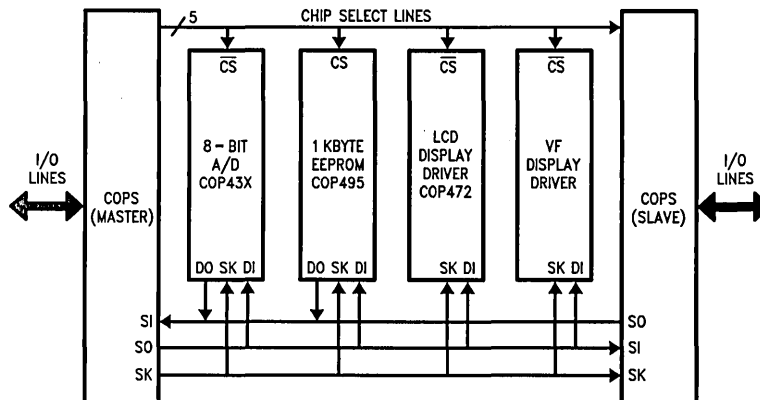 5
CHIP SELECT LINES
CS
CS
CS
CS
8-BIT
A/D
COP43X
1 KBYTE
EEPROM
COP495
LCD
DISPLAY
DRIVER
COP472
VF
DISPLAY
DRIVER
I/O
LINES
COPS
(MASTER)
COPS
(SLAVE)
I/O
LINES
DO SK DI
DO SK DI
SK DI
SK DI
SI
SO
SO
SI
SK
SK